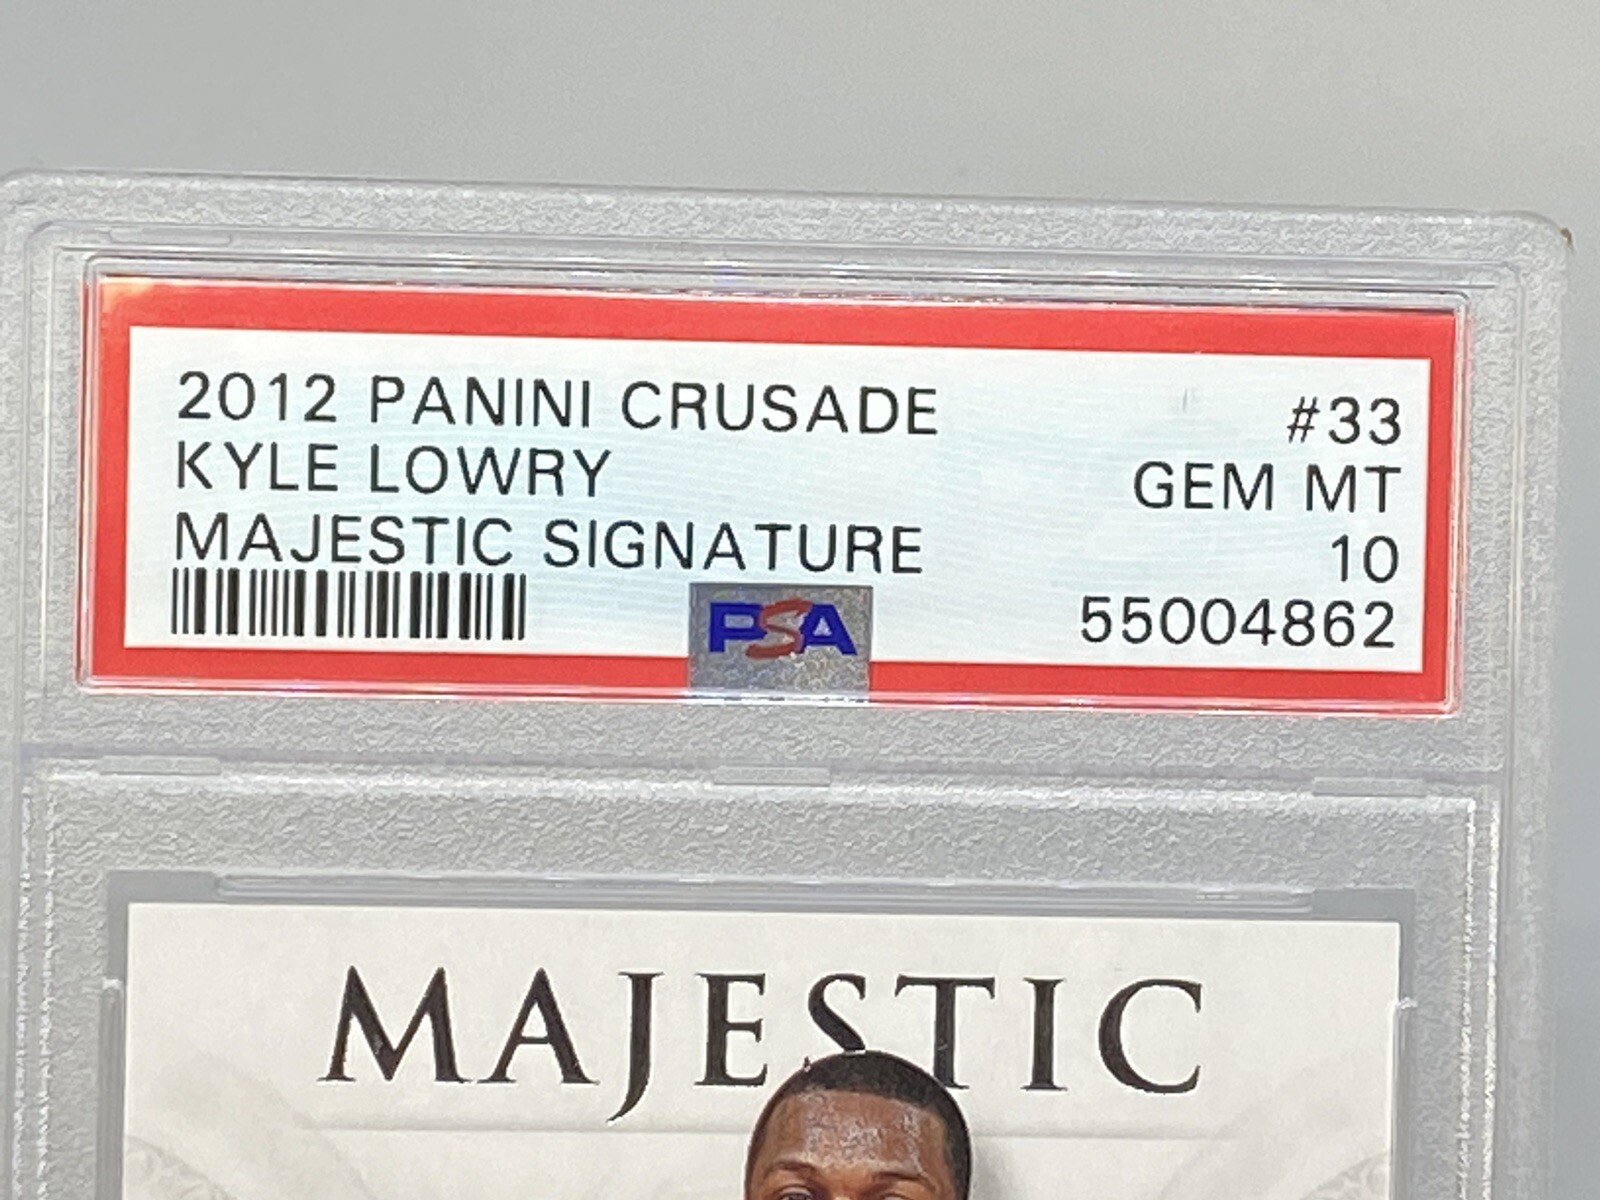 2012 PANINI CRUSADE #33
KYLE LOWRY GEM MT
MAJESTIC SIGNATURE 10
PSA 55004862
MAJESTIC